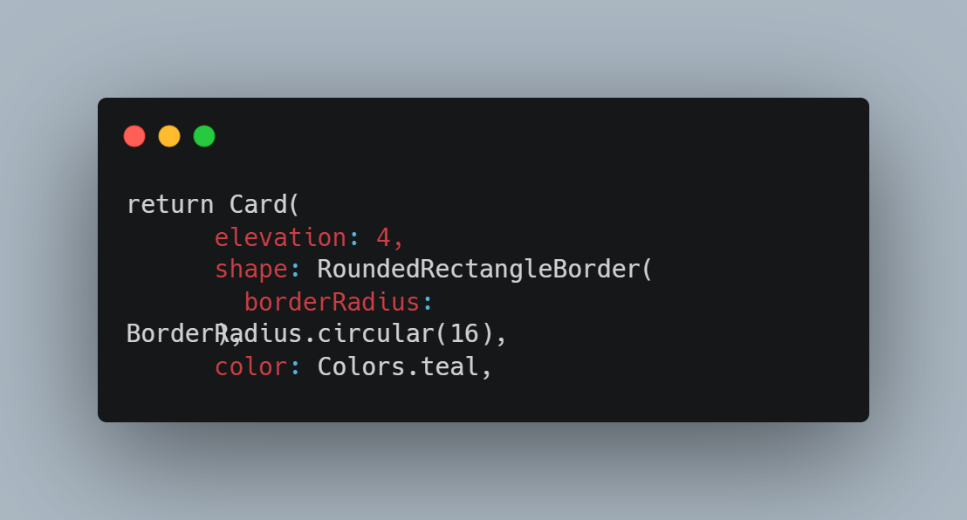 return Card(
      elevation: 4,
      shape: RoundedRectangleBorder(
        borderRadius:
BorderRadius.circular(16),
      ),
      color: Colors.teal,